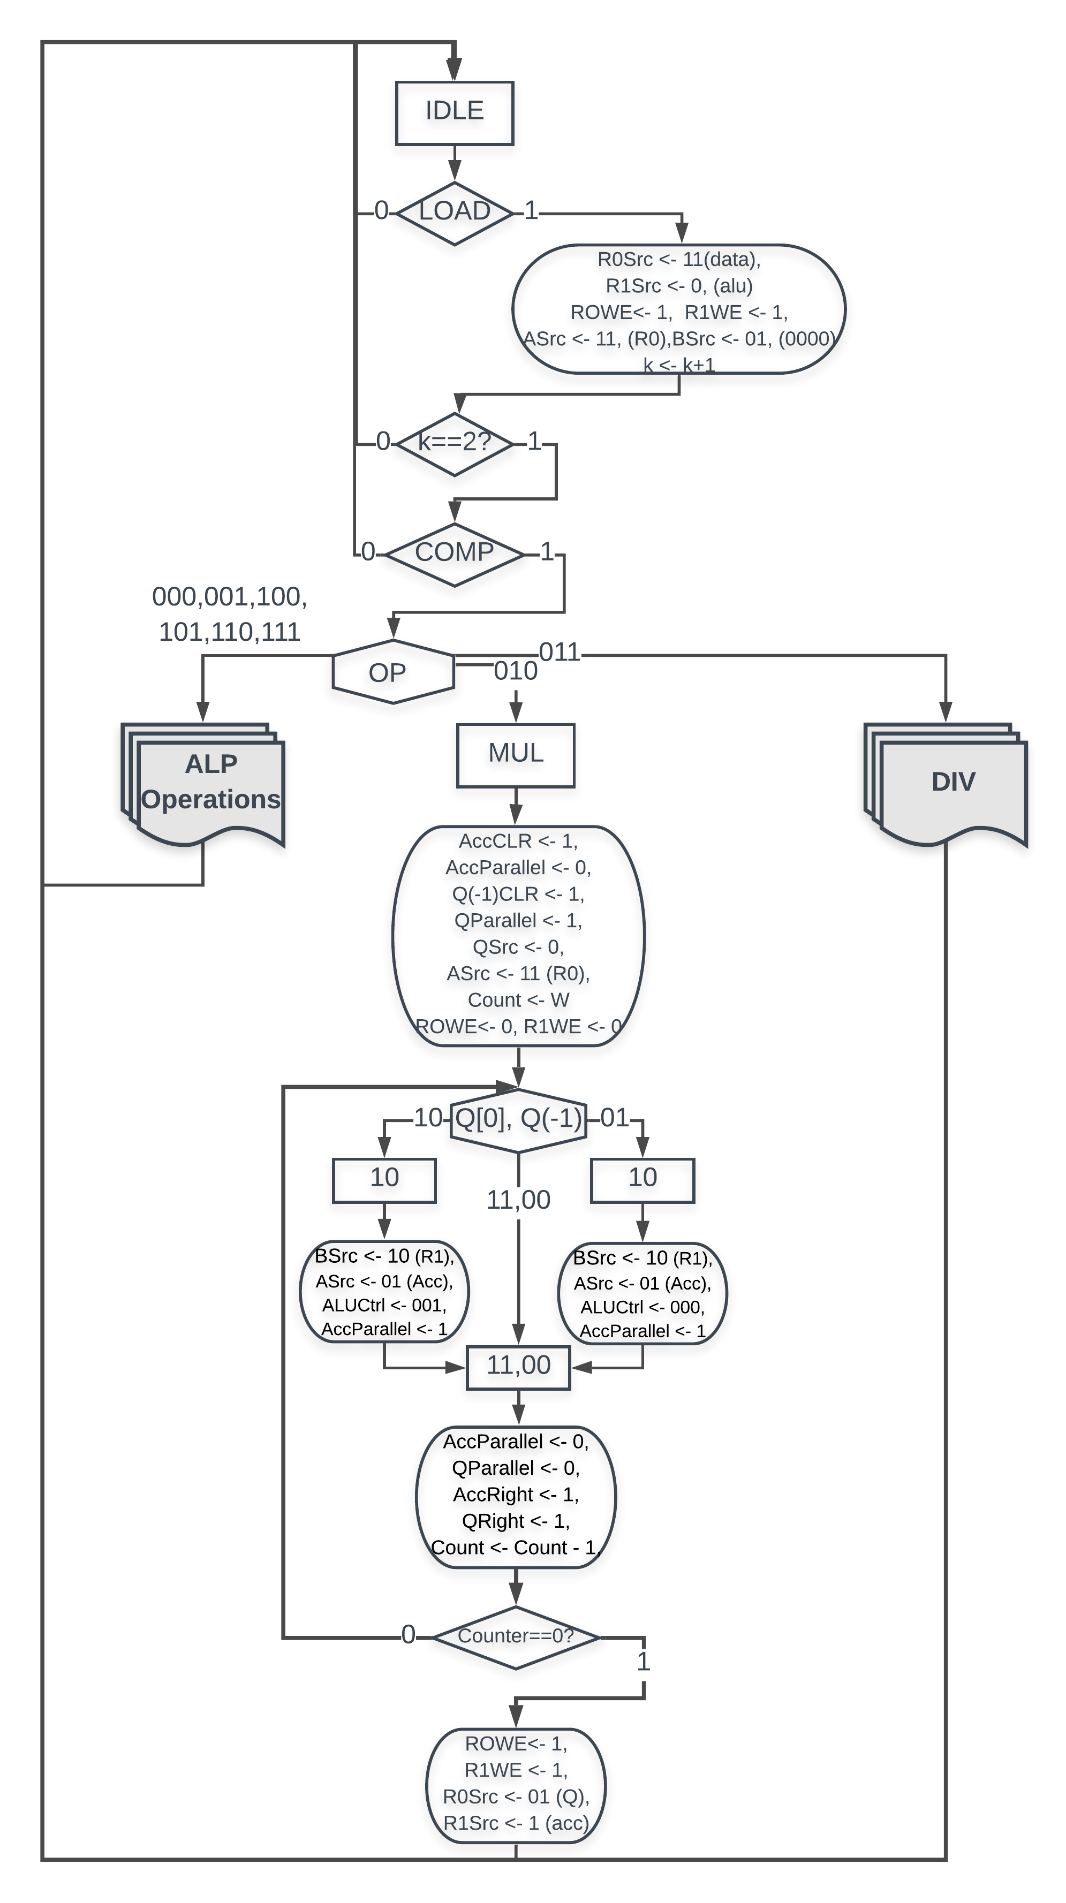 IDLE
0
LOAD
1
R0Src <- 11(data),
R1Src <- 0, (alu)
ROWE<- 1, R1WE <- 1,
ASrc <- 11, (R0),BSrc <- 01, (0000)
k <- k+1
0
k==2?
1
0
COMP
1
000,001,100,
101,110,111
OP
011
010
ALP
Operations
MUL
DIV
AccCLR <- 1,
AccParallel <- 0,
Q(-1)CLR <- 1,
QParallel <- 1,
QSrc <- 0,
ASrc <- 11 (R0),
Count <- W
ROWE<- 0, R1WE <- 0
10
Q[0], Q(-1)
01
10
11,00
10
BSrc <- 10 (R1),
ASrc <- 01 (Acc),
ALUCtrl <- 001,
AccParallel <- 1
BSrc <- 10 (R1),
ASrc <- 01 (Acc),
ALUCtrl <- 000,
AccParallel <- 1
11,00
AccParallel <- 0,
QParallel <- 0,
AccRight <- 1,
QRight <- 1,
Count <- Count - 1,
0
Counter==0?
1
ROWE<- 1,
R1WE <- 1,
R0Src <- 01 (Q),
R1Src <- 1 (acc)